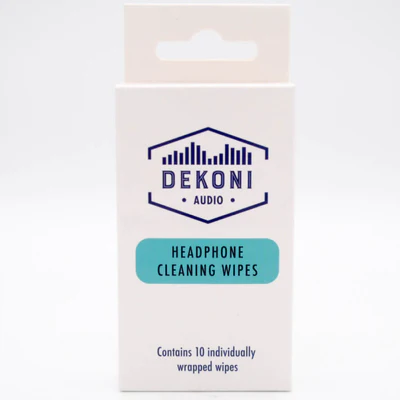 DEKONI
• AUDIO •
HEADPHONE
CLEANING WIPES
Contains 10 individually
wrapped wipes